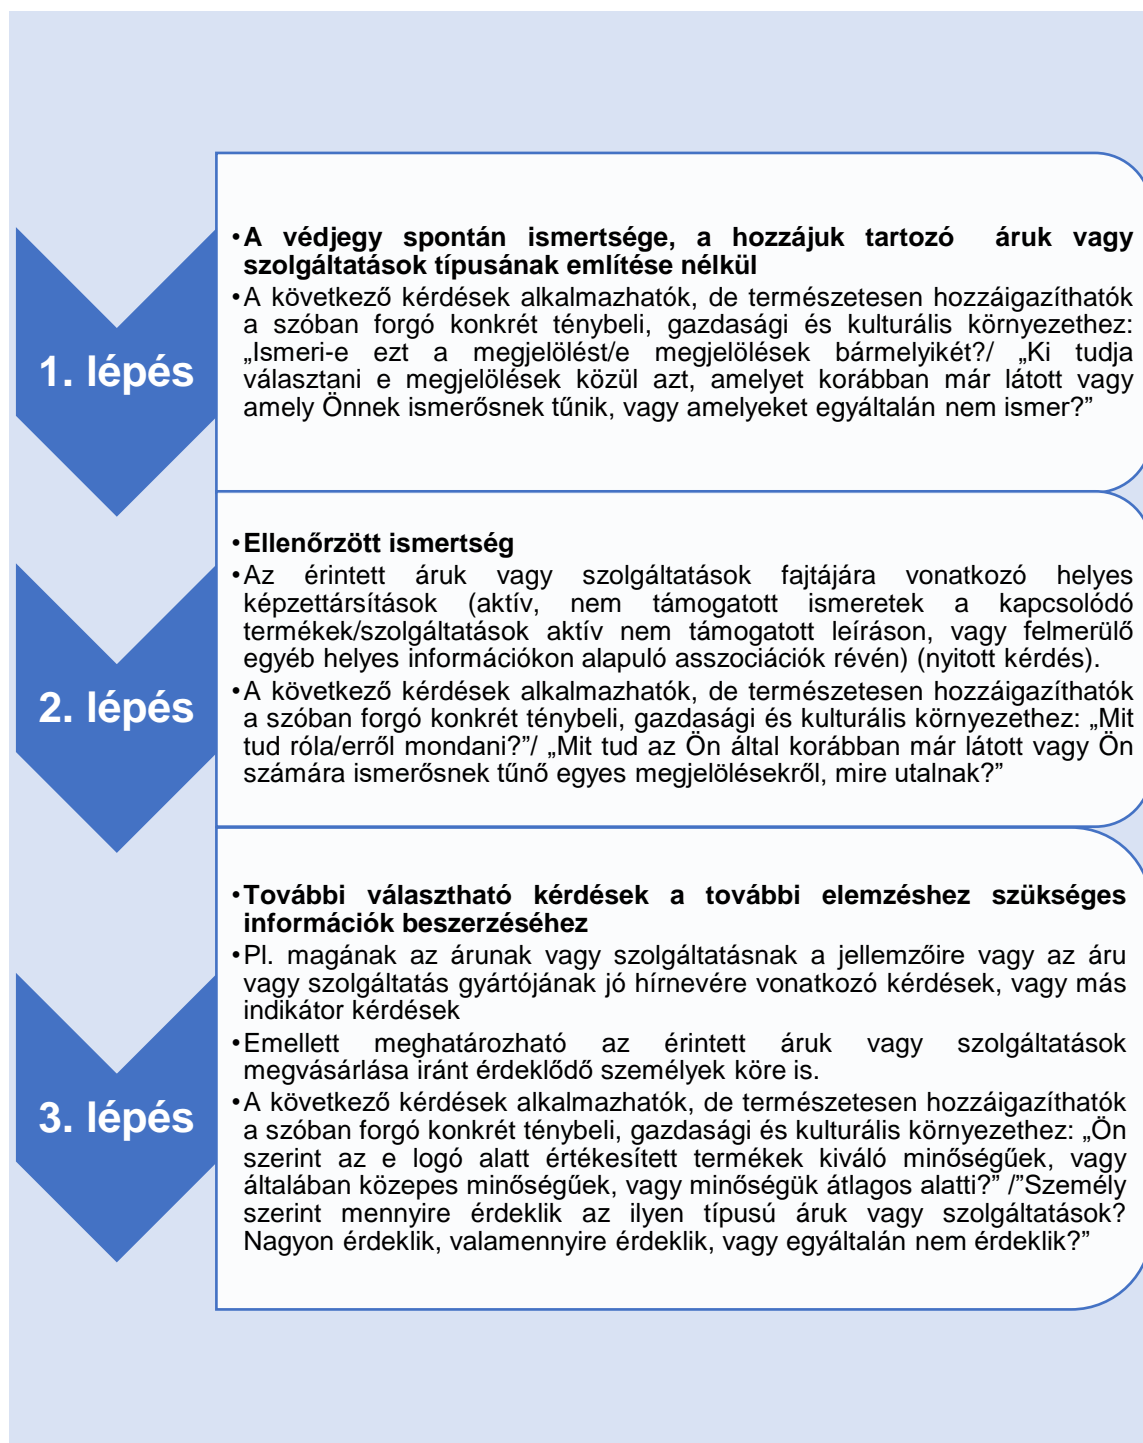 1. lépés
•A védjegy spontán ismertsége, a hozzájuk tartozó áruk vagy
szolgáltatások típusának említése nélkül
•A következő kérdések alkalmazhatók, de természetesen hozzáigazíthatók
a szóban forgó konkrét ténybeli, gazdasági és kulturális környezethez:
„Ismeri-e ezt a megjelölést/e megjelölések bármelyikét?/ „Ki tudja
választani e megjelölések közül azt, amelyet korábban már látott vagy
amely Önnek ismerősnek tűnik, vagy amelyeket egyáltalán nem ismer?”
2. lépés
•Ellenőrzött ismertség
•Az érintett áruk vagy szolgáltatások fajtájára vonatkozó helyes
képzettársítások (aktív, nem támogatott ismeretek a kapcsolódó
termékek/szolgáltatások aktív nem támogatott leíráson, vagy felmerülő
egyéb helyes információkon alapuló asszociációk révén) (nyitott kérdés).
•A következő kérdések alkalmazhatók, de természetesen hozzáigazíthatók
a szóban forgó konkrét ténybeli, gazdasági és kulturális környezethez: „Mit
tud róla/erről mondani?”/ „Mit tud az Ön által korábban már látott vagy Ön
számára ismerősnek tűnő egyes megjelölésekről, mire utalnak?”
3. lépés
•További választható kérdések a további elemzéshez szükséges
információk beszerzéséhez
•Pl. magának az árunak vagy szolgáltatásnak a jellemzőire vagy az áru
vagy szolgáltatás gyártójának jó hírnevére vonatkozó kérdések, vagy más
indikátor kérdések
•Emellett meghatározható az érintett áruk vagy szolgáltatások
megvásárlása iránt érdeklődő személyek köre is.
•A következő kérdések alkalmazhatók, de természetesen hozzáigazíthatók
a szóban forgó konkrét ténybeli, gazdasági és kulturális környezethez: „Ön
szerint az e logó alatt értékesített termékek kiváló minőségűek, vagy
általában közepes minőségűek, vagy minőségük átlagos alatti?” /”Személy
szerint mennyire érdeklik az ilyen típusú áruk vagy szolgáltatások?
Nagyon érdeklik, valamennyire érdeklik, vagy egyáltalán nem érdeklik?”